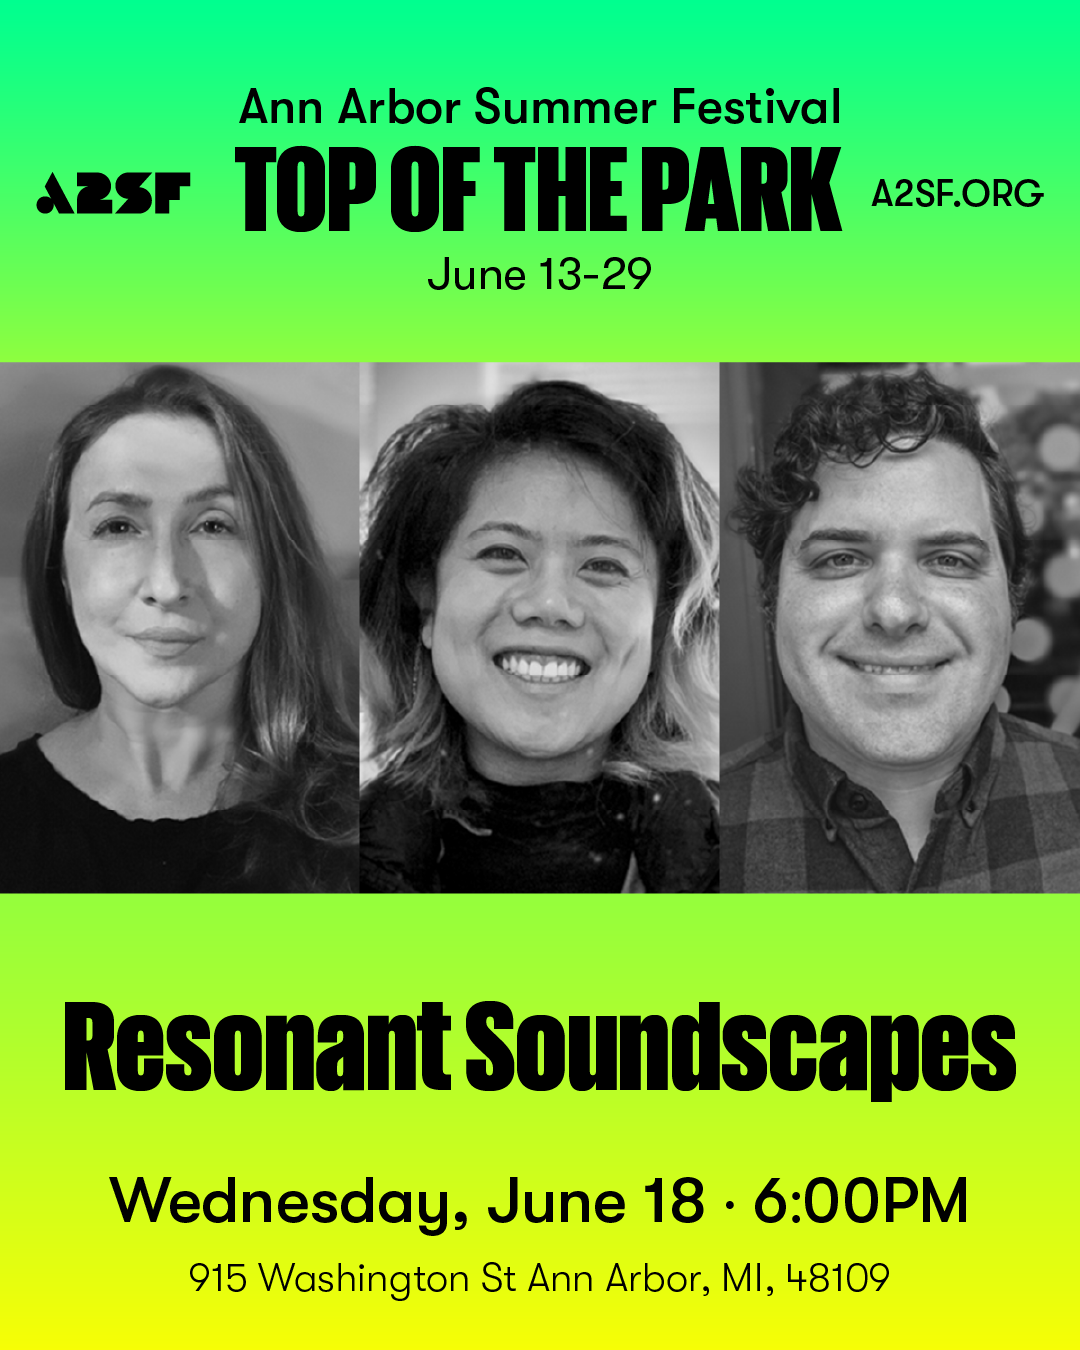 Ann Arbor Summer Festival
A2SF
TOP OF THE PARK
A2SF.ORG
June 13-29
Resonant Soundscapes
Wednesday, June 18 · 6:00PM
915 Washington St Ann Arbor, MI, 48109